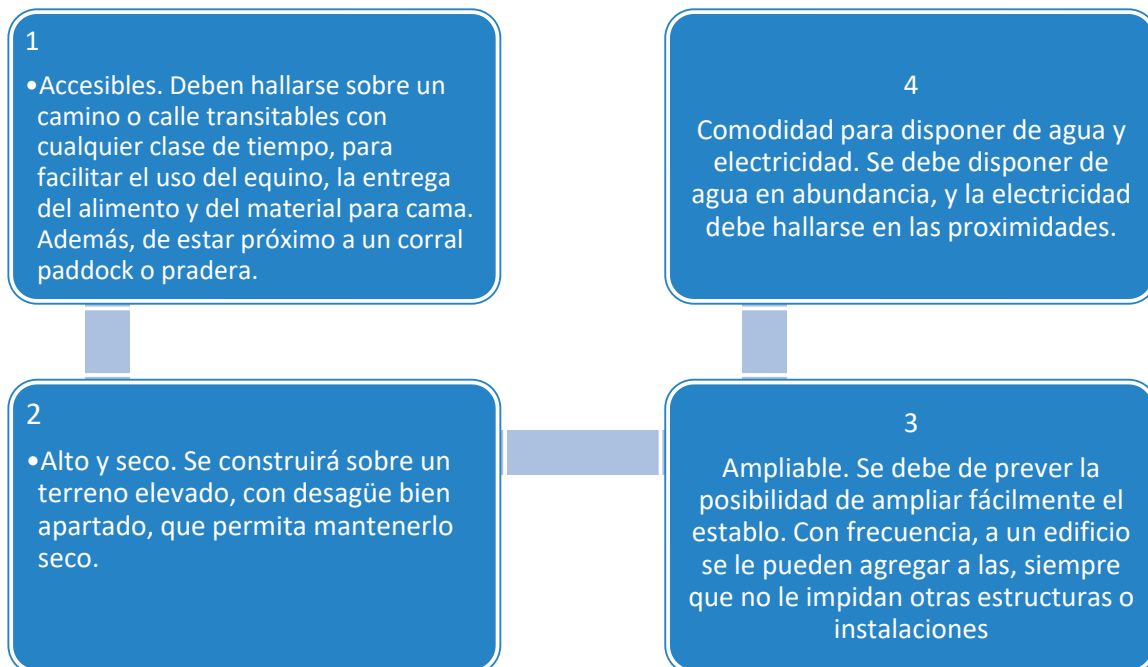 1
•Accesibles. Deben hallarse sobre un
camino o calle transitables con
cualquier clase de tiempo, para
facilitar el uso del equino, la entrega
del alimento y del material para cama.
Además, de estar próximo a un corral
paddock o pradera.
2
•Alto y seco. Se construirá sobre un
terreno elevado, con desagüe bien
apartado, que permita mantenerlo
seco.
3
Ampliable. Se debe de prever la
posibilidad de ampliar fácilmente el
establo. Con frecuencia, a un edificio
se le pueden agregar a las, siempre
que no le impidan otras estructuras o
instalaciones
4
Comodidad para disponer de agua y
electricidad. Se debe disponer de
agua en abundancia, y la electricidad
debe hallarse en las proximidades.